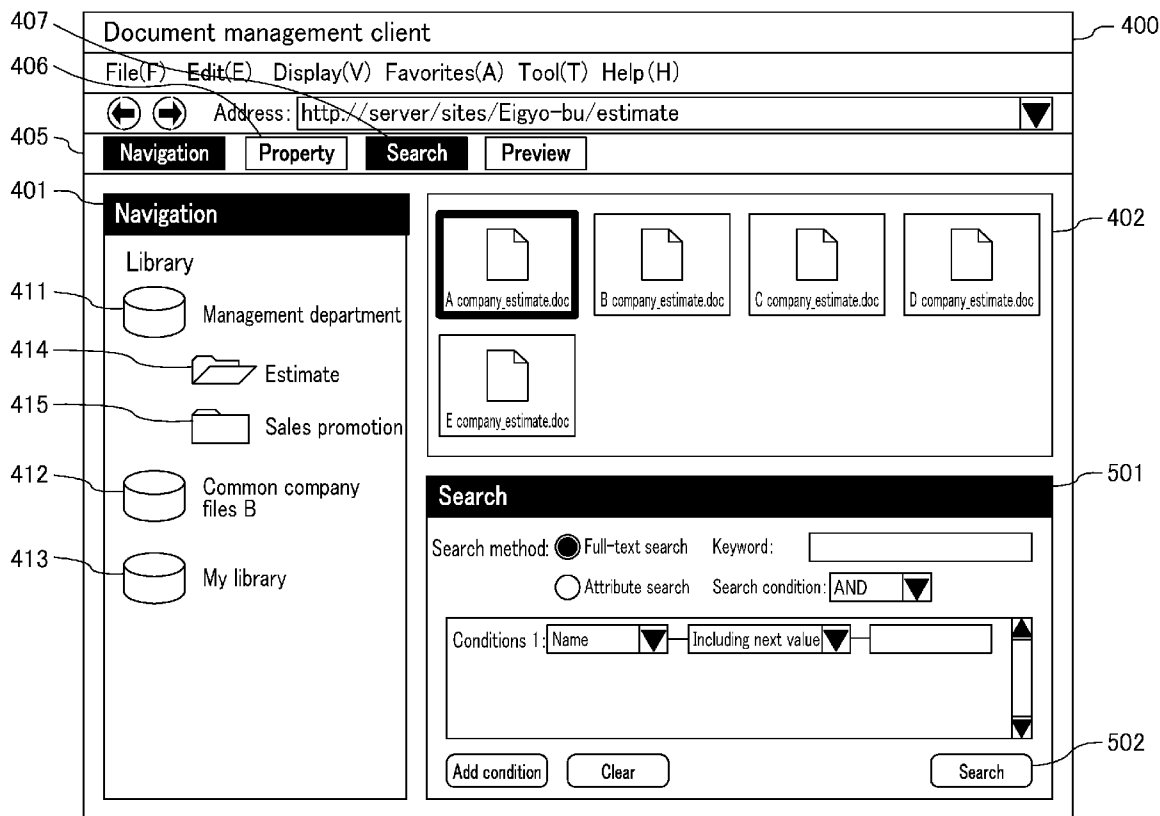 407
406
405
401
411
414
415
412
413
400
402
501
502
Document management client
File(F) Edit(E) Display(V) Favorites(A) Tool(T) Help(H)
Address: http://server/sites/Eigyo-bu/estimate
Navigation Property Search Preview
Navigation
Library
Management department
Estimate
Sales promotion
Common company
files B
My library
A company_estimate.doc B company_estimate.doc C company_estimate.doc D company_estimate.doc
E company_estimate.doc
Search
Search method: Full-text search Keyword:
Attribute search Search condition: AND
Conditions 1: Name Including next value
Add condition Clear Search